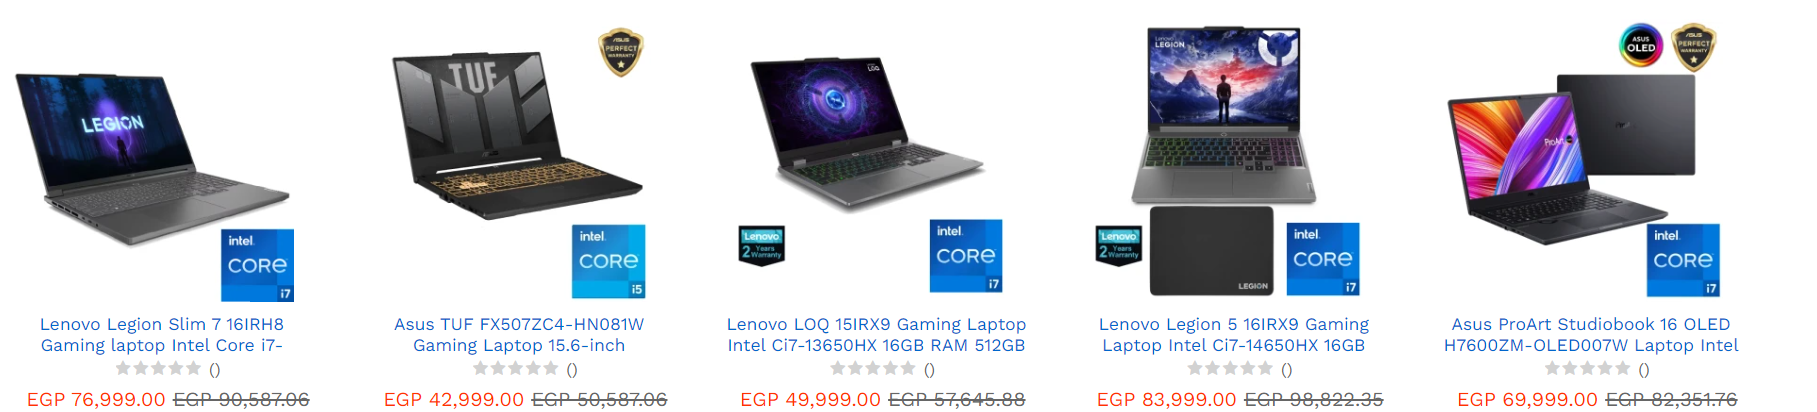 LEGION
intel.
CORE
i7
Lenovo Legion Slim 7 16IRH8
Gaming laptop Intel Core i7-
()
EGP 76,999.00 EGP 90,587.06
TUF
ASUS
PERFECT
WARRANTY
intel.
CORE
i5
Asus TUF FX507ZC4-HN081W
Gaming Laptop 15.6-inch
()
EGP 42,999.00 EGP 50,587.06
LOQ
Lenovo
2 Years
Warranty
intel.
CORE
i7
Lenovo LOQ 15IRX9 Gaming Laptop
Intel Ci7-13650HX 16GB RAM 512GB
()
EGP 49,999.00 EGP 57,645.88
Lenovo
LEGION
Lenovo
2 Years
Warranty
LEGION
intel.
CORE
i7
Lenovo Legion 5 16IRX9 Gaming
Laptop Intel Ci7-14650HX 16GB
()
EGP 83,999.00 EGP 98,822.35
ASUS
OLED
ASUS
PERFECT
WARRANTY
ProArt
intel.
CORE
i7
Asus ProArt Studiobook 16 OLED
H7600ZM-OLED007W Laptop Intel
()
EGP 69,999.00 EGP 82,351.76